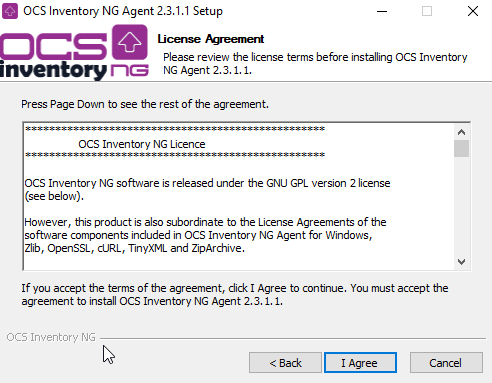 OCS Inventory NG Agent 2.3.1.1 Setup
OCS
inventory NG
License Agreement
Please review the license terms before installing OCS Inventory
NG Agent 2.3.1.1.
Press Page Down to see the rest of the agreement.
**************************************************
OCS Inventory NG Licence
**************************************************
OCS Inventory NG software is released under the GNU GPL version 2 license
(see below).
However, this product is also subordinate to the License Agreements of the
software components included in OCS Inventory NG Agent for Windows,
Zlib, OpenSSL, cURL, TinyXML and ZipArchive.
If you accept the terms of the agreement, click I Agree to continue. You must accept the
agreement to install OCS Inventory NG Agent 2.3.1.1.
OCS Inventory NG
< Back
I Agree
Cancel